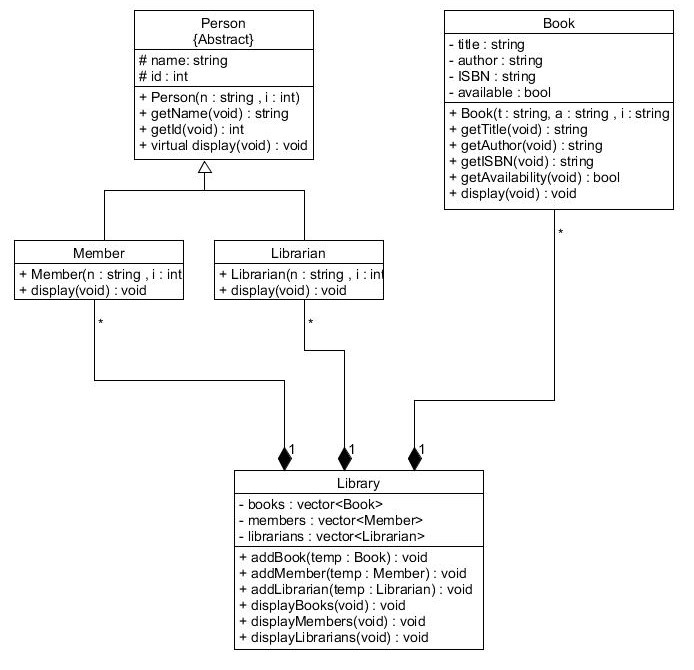 Person
{Abstract}
# name: string
# id : int
+ Person(n : string , i : int)
+ getName(void) : string
+ getId(void) : int
+ virtual display(void) : void
Book
- title : string
- author : string
- ISBN : string
- available : bool
+ Book(t : string, a : string , i : string
+ getTitle(void) : string
+ getAuthor(void) : string
+ getISBN(void) : string
+ getAvailability(void) : bool
+ display(void) : void
Member
+ Member(n : string , i : int
+ display(void) : void
Librarian
+ Librarian(n : string , i : int
+ display(void) : void
*
*
*
1
1
1
Library
- books : vector<Book>
- members : vector<Member>
- librarians : vector<Librarian>
+ addBook(temp : Book) : void
+ addMember(temp : Member) : void
+ addLibrarian(temp : Librarian) : void
+ displayBooks(void) : void
+ displayMembers(void) : void
+ displayLibrarians(void) : void